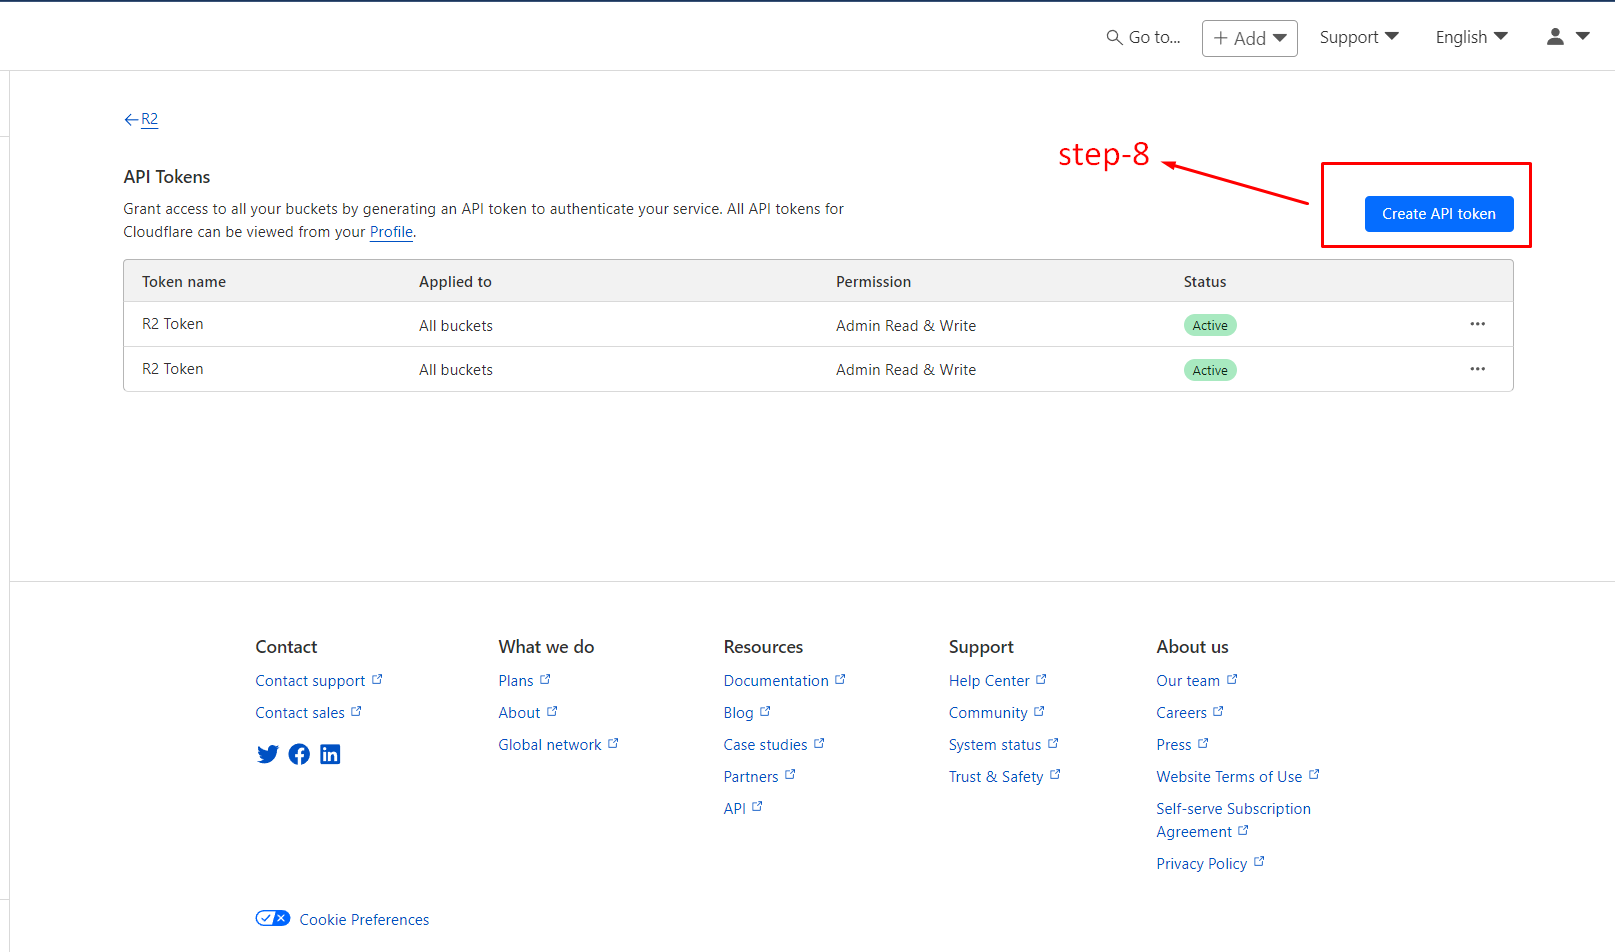 Go to...
Add
Support
English
R2
step-8
API Tokens
Create API token
Grant access to all your buckets by generating an API token to authenticate your service. All API tokens for
Cloudflare can be viewed from your Profile.
Token name Applied to Permission Status
R2 Token All buckets Admin Read & Write Active
R2 Token All buckets Admin Read & Write Active
Contact
Contact support
Contact sales
What we do
Plans
About
Global network
Resources
Documentation
Blog
Case studies
Partners
API
Support
Help Center
Community
System status
Trust & Safety
About us
Our team
Careers
Press
Website Terms of Use
Self-serve Subscription
Agreement
Privacy Policy
Cookie Preferences